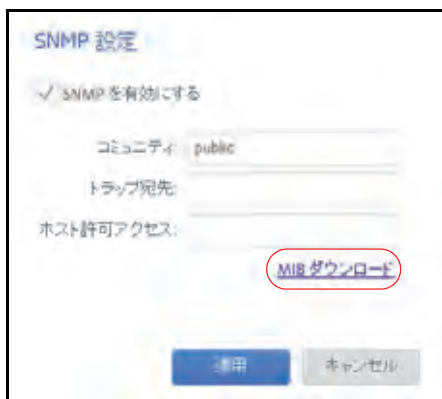 SNMP 設定
SNMP を有効にする
コミュニティ: public
トラップ宛先:
ホスト許可アクセス:
MIB ダウンロード
適用 キャンセル